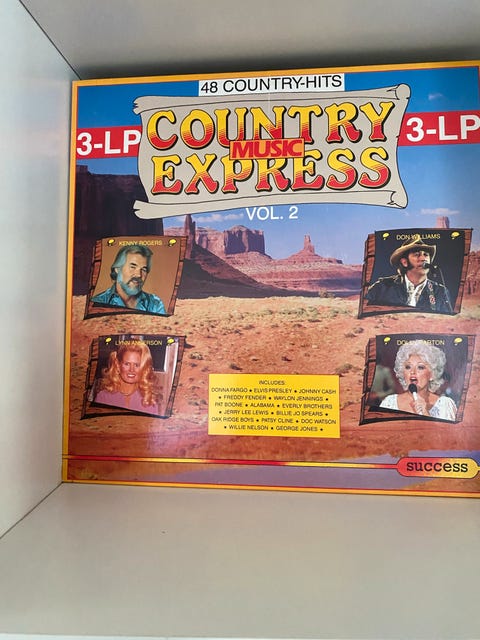 48 COUNTRY-HITS
3-LP
COUNTRY
MUSIC
EXPRESS
3-LP
VOL. 2
KENNY ROGERS
DON WILLIAMS
LYNN ANDERSON
DOLLY PARTON
INCLUDES:
DONNA FARGO ★ ELVIS PRESLEY ★ JOHNNY CASH
★ FREDDY FENDER ★ WAYLON JENNINGS ★
PAT BOONE ★ ALABAMA ★ EVERLY BROTHERS
★ JERRY LEE LEWIS ★ BILLIE JO SPEARS ★
OAK RIDGE BOYS ★ PATSY CLINE ★ DOC WATSON
★ WILLIE NELSON ★ GEORGE JONES ★
success